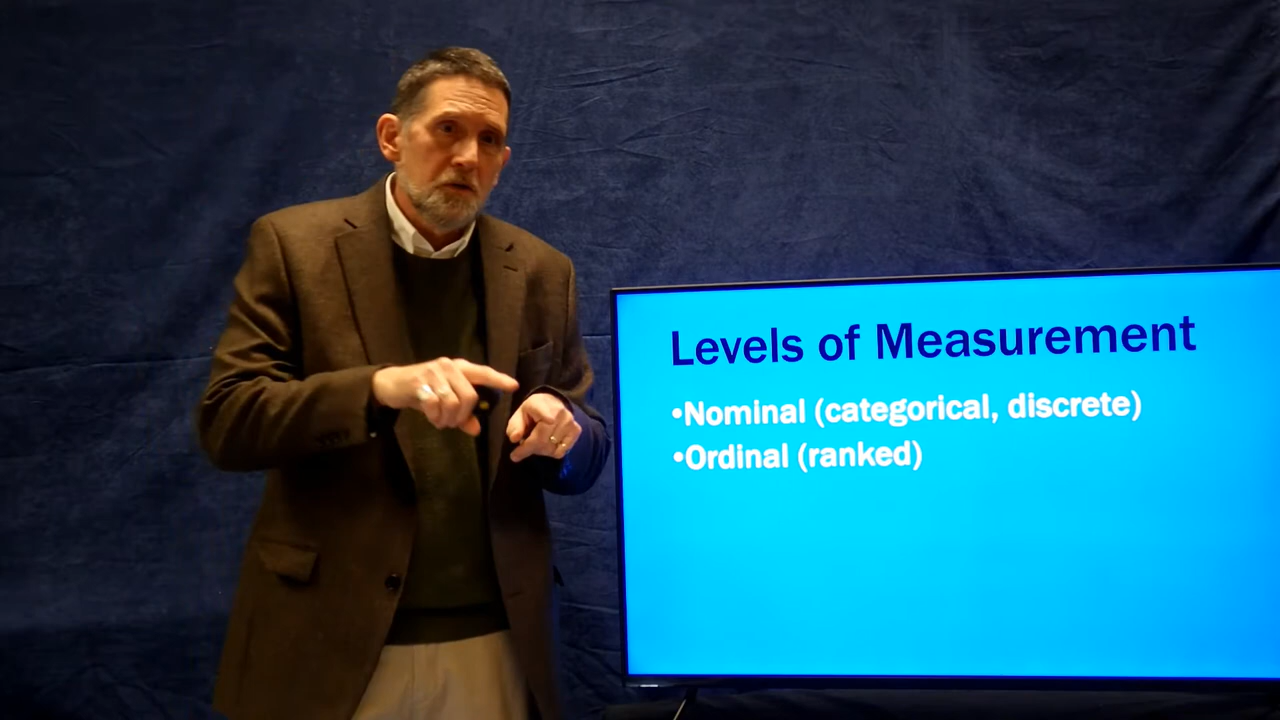 Levels of Measurement
•Nominal (categorical, discrete)
•Ordinal (ranked)